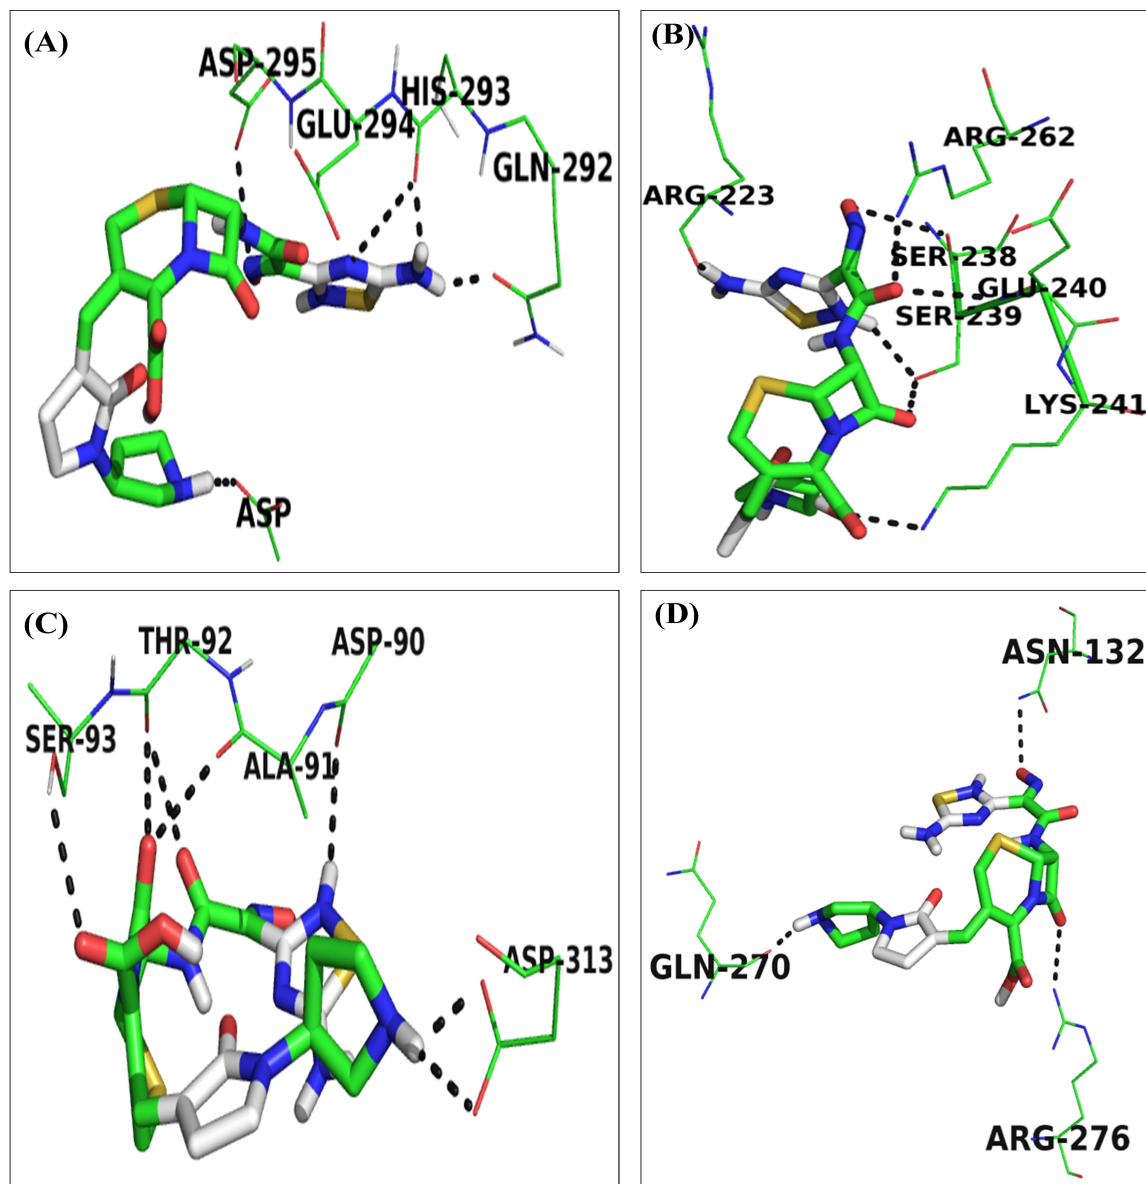 (A)
ASP-295
HIS-293
GLU-294
GLN-292
ASP
(B)
ARG-262
ARG-223
SER-238
GLU-240
SER-239
LYS-241
(C)
THR-92
ASP-90
SER-93
ALA-91
ASP-313
(D)
ASN-132
GLN-270
ARG-276